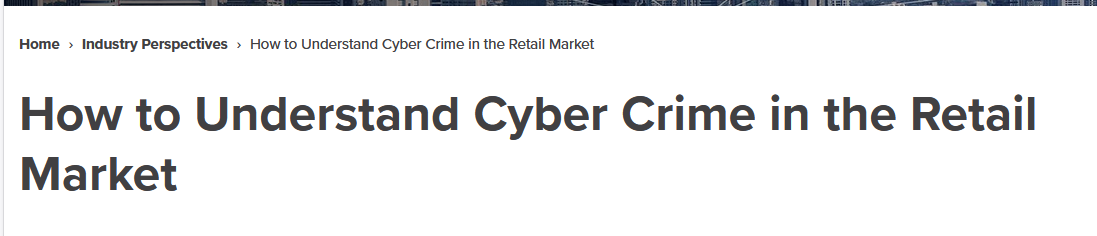 Home › Industry Perspectives › How to Understand Cyber Crime in the Retail Market
How to Understand Cyber Crime in the Retail
Market